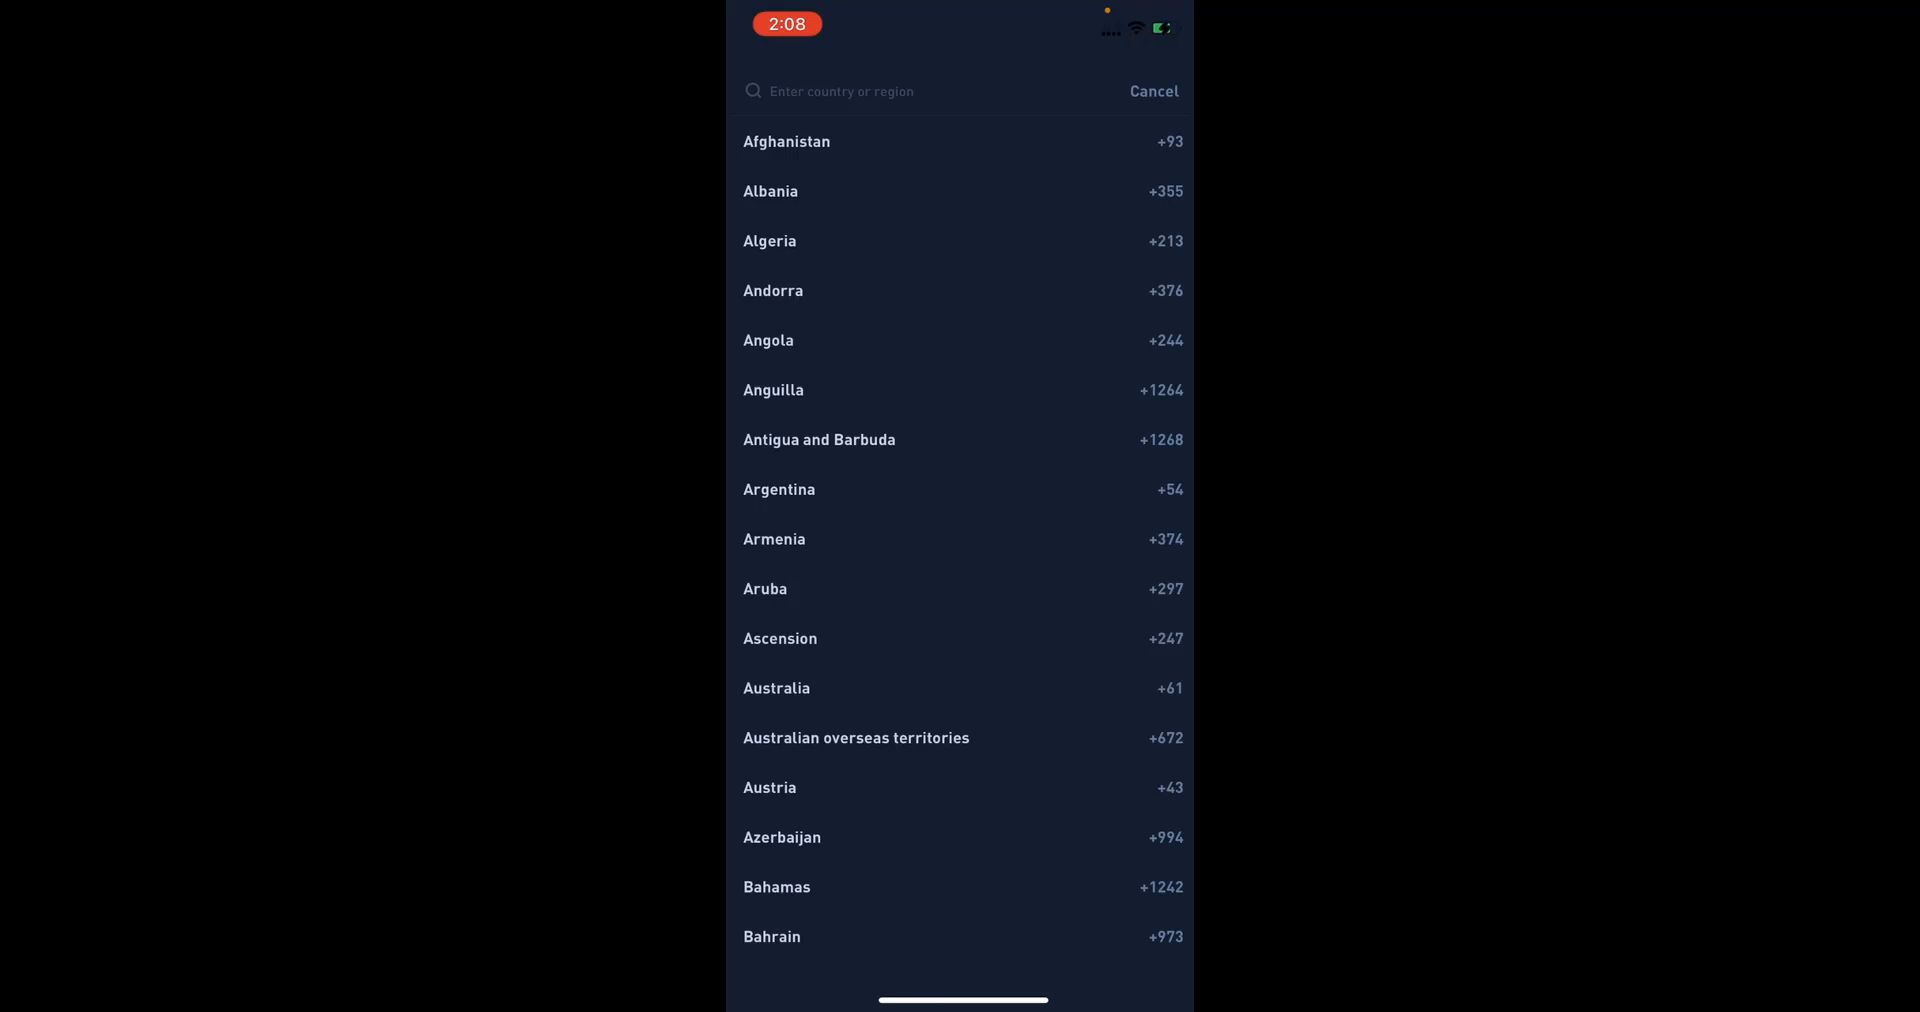 2:08
Enter country or region Cancel
Afghanistan +93
Albania +355
Algeria +213
Andorra +376
Angola +244
Anguilla +1264
Antigua and Barbuda +1268
Argentina +54
Armenia +374
Aruba +297
Ascension +247
Australia +61
Australian overseas territories +672
Austria +43
Azerbaijan +994
Bahamas +1242
Bahrain +973